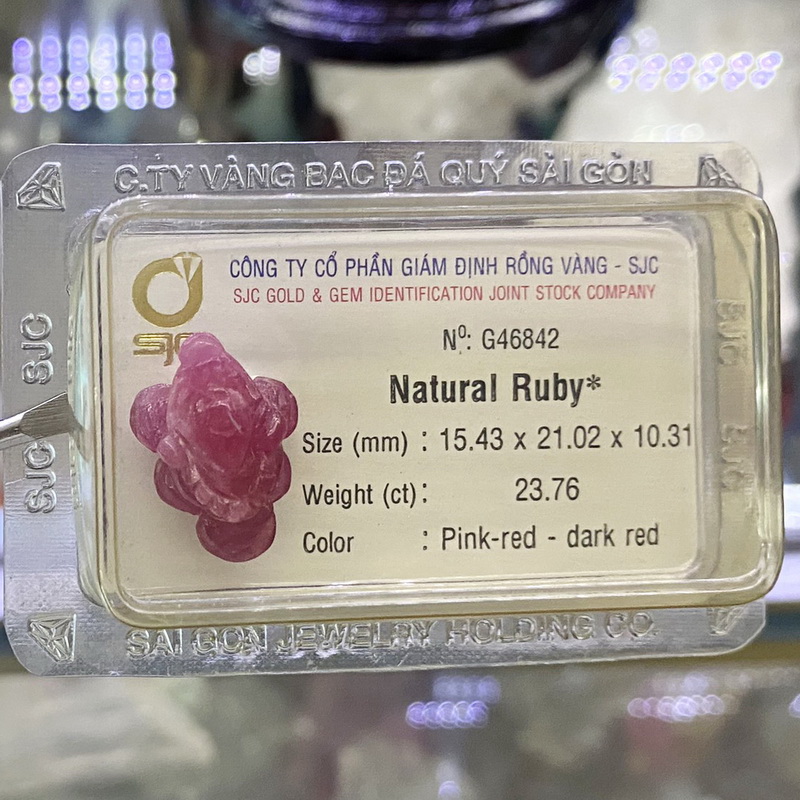 C.TY VÀNG BẠC ĐÁ QUÝ SÀI GÒN
CÔNG TY CỔ PHẦN GIÁM ĐỊNH RỒNG VÀNG - SJC
SJC GOLD & GEM IDENTIFICATION JOINT STOCK COMPANY
SJC
Nº: G46842
Natural Ruby*
Size (mm) : 15.43 x 21.02 x 10.31
Weight (ct): 23.76
Color : Pink-red - dark red
SJC
SJC
SJC
SJC
SAI GON JEWELRY HOLDING CO.